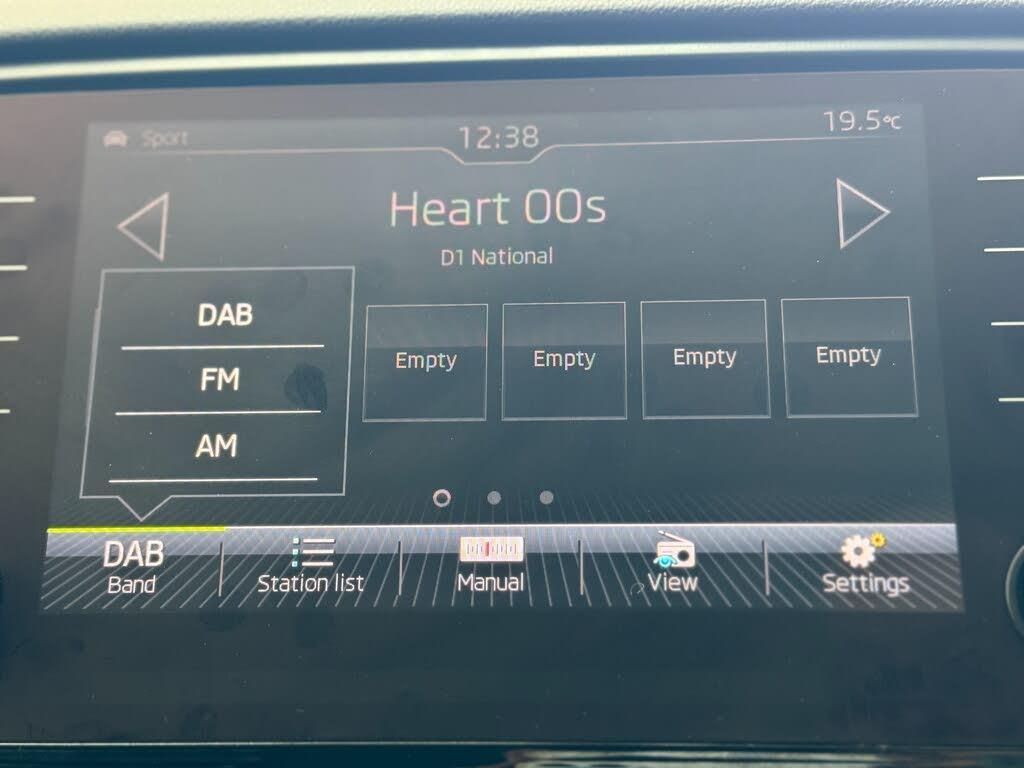 Sport
12:38
19.5°C
Heart 00s
D1 National
DAB
FM
AM
Empty
Empty
Empty
Empty
DAB
Band
Station list
Manual
View
Settings